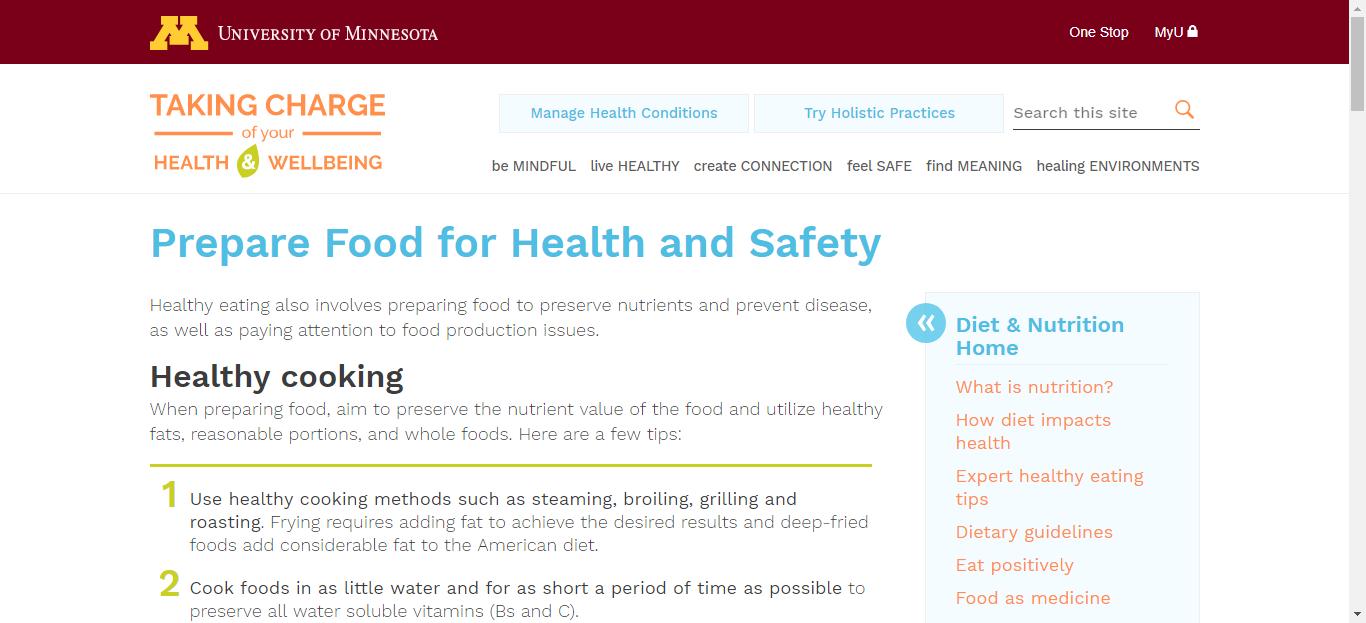 UNIVERSITY OF MINNESOTA
One Stop
MyU
TAKING CHARGE
of your
HEALTH & WELLBEING
Manage Health Conditions
Try Holistic Practices
Search this site
be MINDFUL
live HEALTHY
create CONNECTION
feel SAFE
find MEANING
healing ENVIRONMENTS
Prepare Food for Health and Safety
Healthy eating also involves preparing food to preserve nutrients and prevent disease,
as well as paying attention to food production issues.
Healthy cooking
When preparing food, aim to preserve the nutrient value of the food and utilize healthy
fats, reasonable portions, and whole foods. Here are a few tips:
1 Use healthy cooking methods such as steaming, broiling, grilling and
roasting. Frying requires adding fat to achieve the desired results and deep-fried
foods add considerable fat to the American diet.
2 Cook foods in as little water and for as short a period of time as possible to
preserve all water soluble vitamins (Bs and C).
Diet & Nutrition
Home
What is nutrition?
How diet impacts
health
Expert healthy eating
tips
Dietary guidelines
Eat positively
Food as medicine